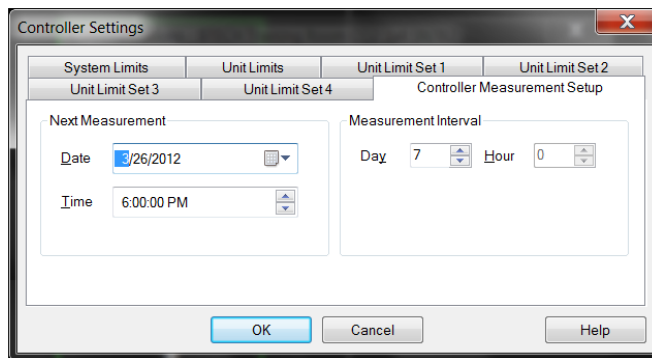 Controller Settings
System Limits Unit Limits Unit Limit Set 1 Unit Limit Set 2
Unit Limit Set 3 Unit Limit Set 4 Controller Measurement Setup
Next Measurement Measurement Interval
Date 3/26/2012 Day 7 Hour 0
Time 6:00:00 PM
OK Cancel Help